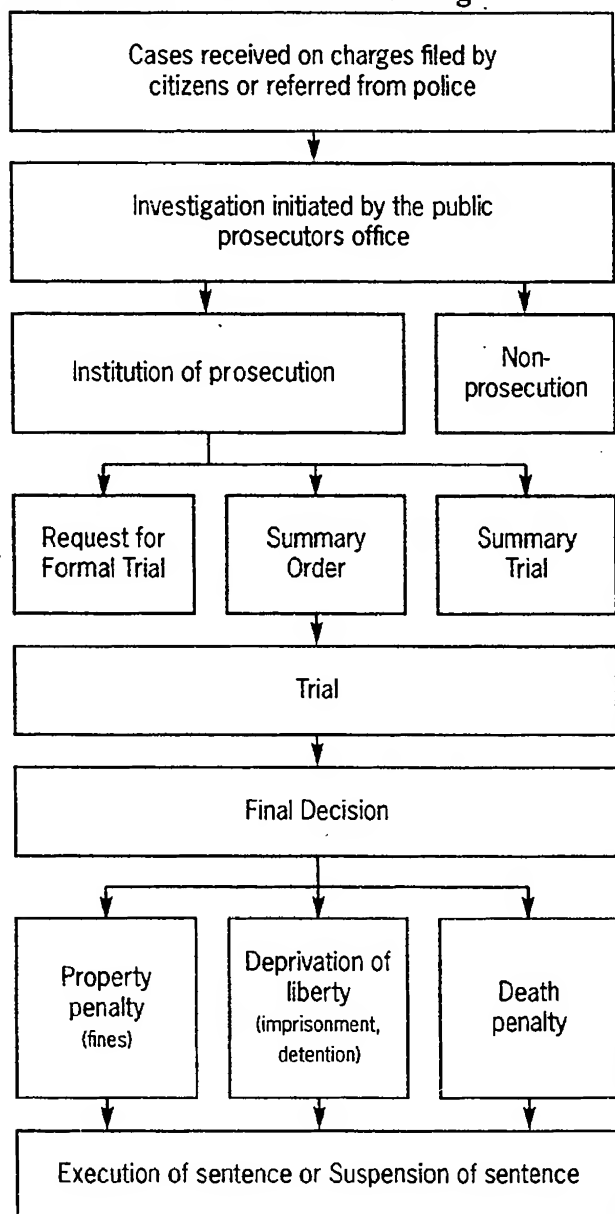 Cases received on charges filed by
citizens or referred from police
Investigation initiated by the public
prosecutors office
Institution of prosecution
Non-
prosecution
Request for
Formal Trial
Summary
Order
Summary
Trial
Trial
Final Decision
Property
penalty
(fines)
Deprivation of
liberty
(imprisonment,
detention)
Death
penalty
Execution of sentence or Suspension of sentence